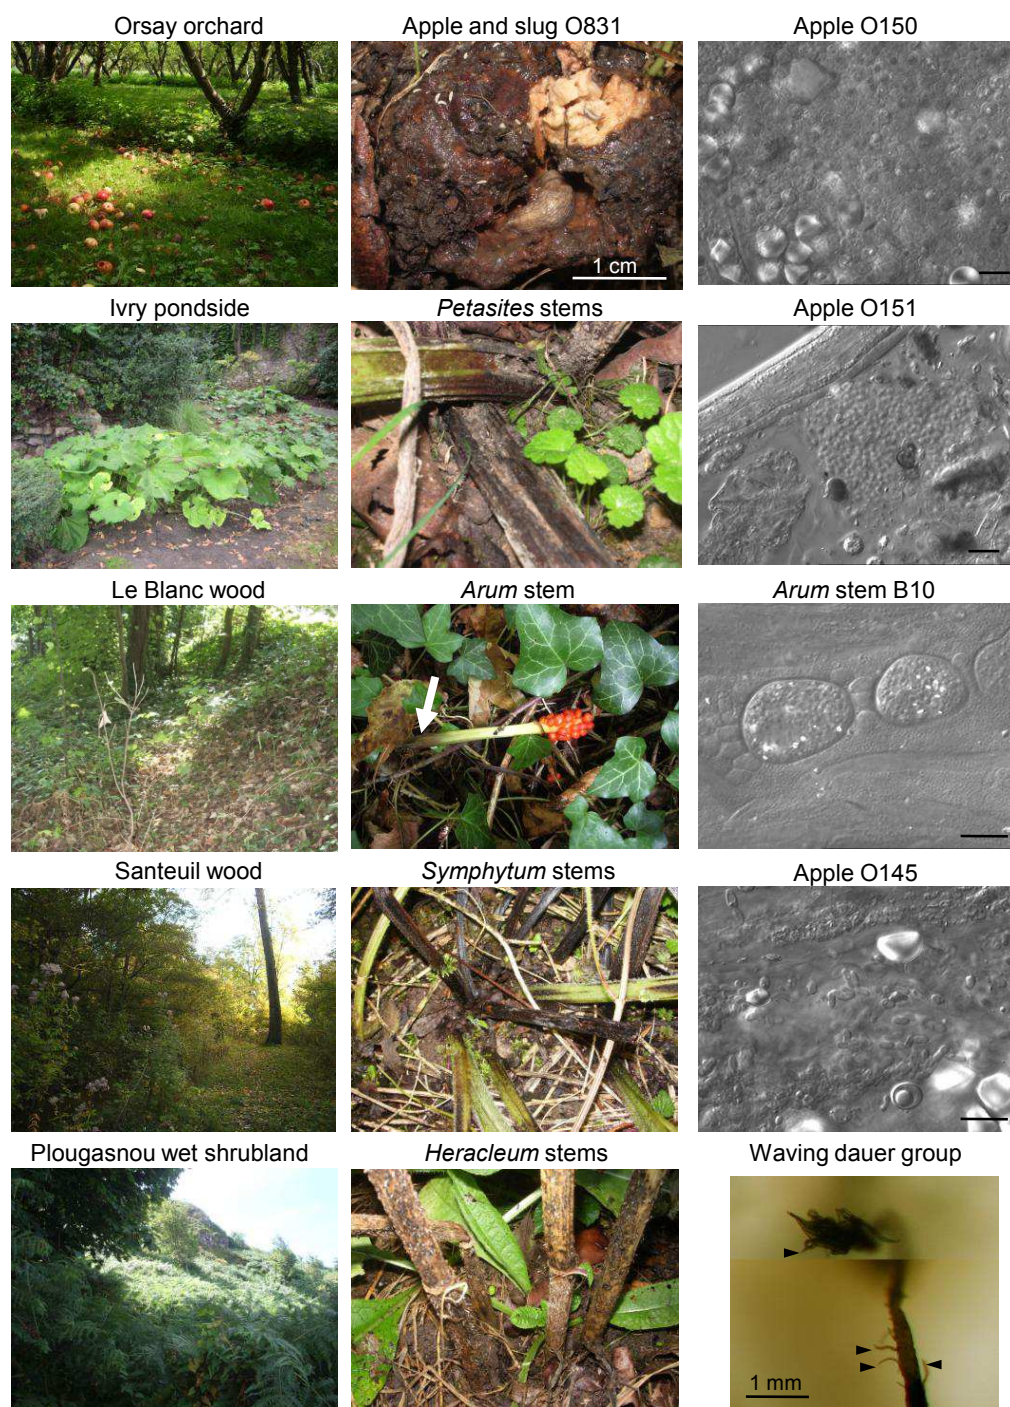 Orsay orchard
Apple and slug O831
Apple O150
1 cm
Ivry pondside
Petasites stems
Apple O151
Le Blanc wood
Arum stem
Arum stem B10
Santeuil wood
Symphytum stems
Apple O145
Plougasnou wet shrubland
Heracleum stems
Waving dauer group
1 mm